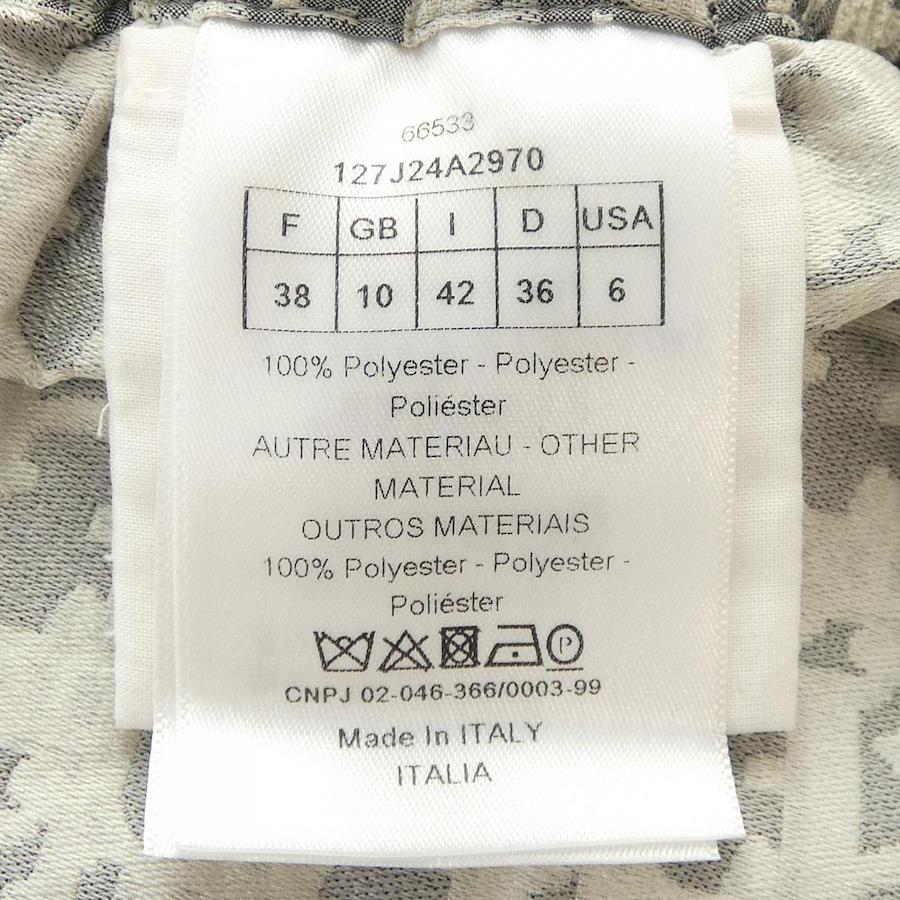 66533
127J24A2970
F GB I D USA
38 10 42 36 6
100% Polyester - Polyester -
Poliéster
AUTRE MATERIAU - OTHER
MATERIAL
OUTROS MATERIAIS
100% Polyester - Polyester -
Poliéster
P
CNPJ 02-046-366/0003-99
Made In ITALY
ITALIA